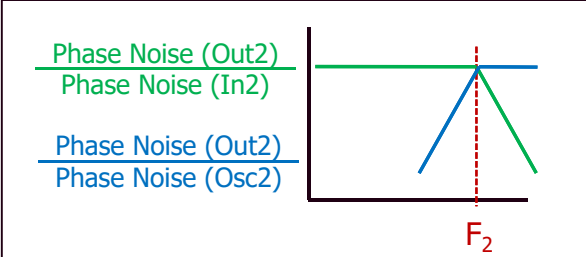 Phase Noise (Out2)
Phase Noise (In2)
Phase Noise (Out2)
Phase Noise (Osc2)
F2